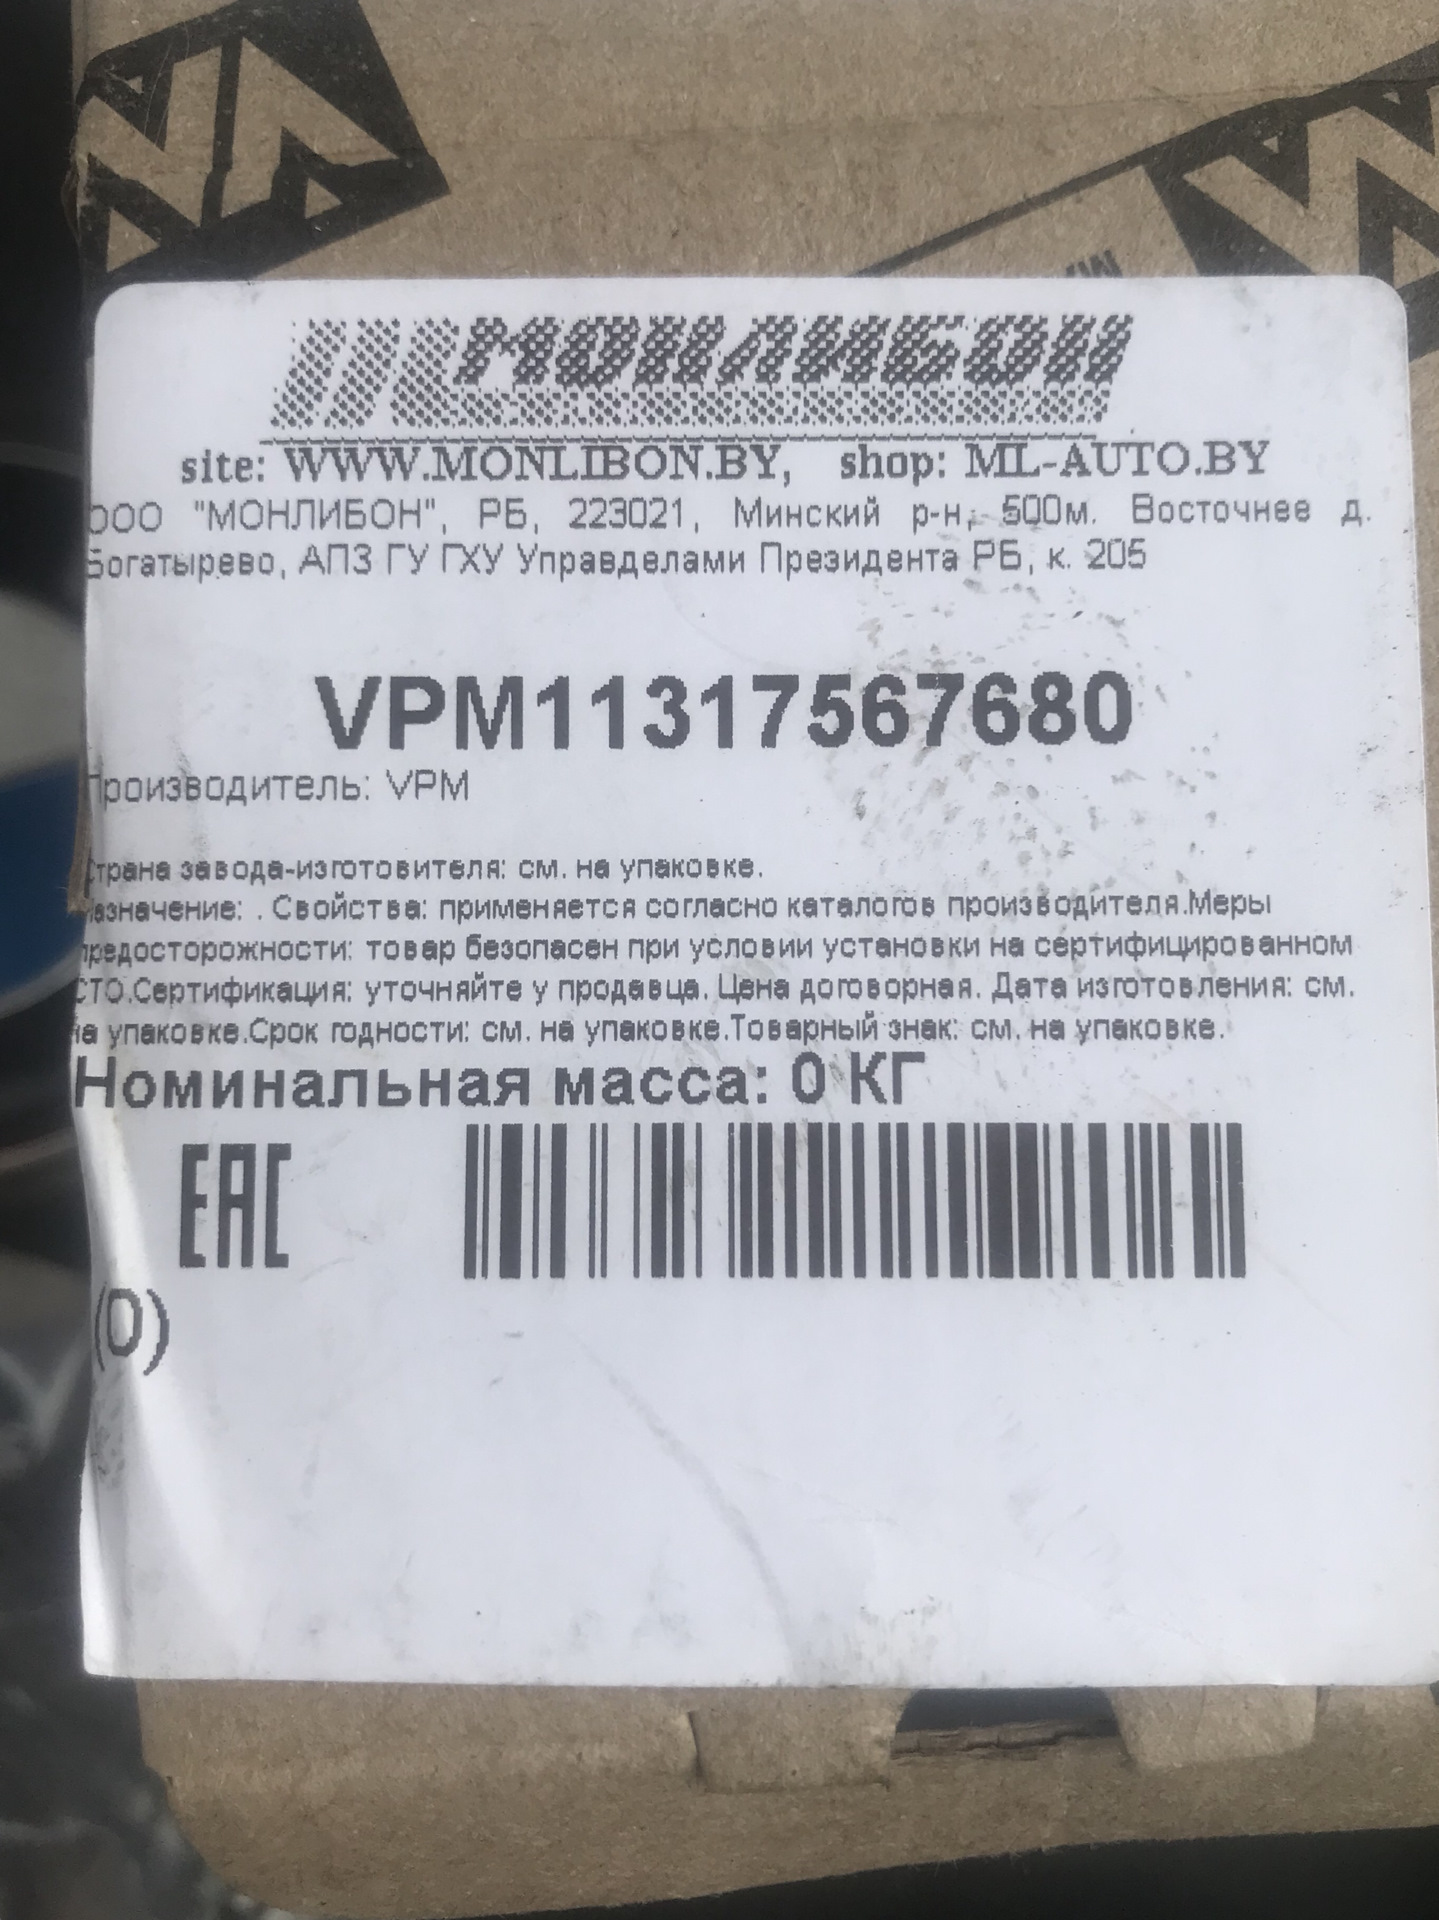 МОНЛИБОН
site: WWW.MONLIBON.BY, shop: ML-AUTO.BY
ООО "МОНЛИБОН", РБ, 223021, Минский р-н, 500м. Восточнее д.
Богатырево, АПЗ ГУ ГХУ Управделами Президента РБ, к. 205
VPM11317567680
Производитель: VPM
Страна завода-изготовителя: см. на упаковке.
Назначение: . Свойства: применяется согласно каталогов производителя.Меры
предосторожности: товар безопасен при условии установки на сертифицированном
СТО.Сертификация: уточняйте у продавца. Цена договорная. Дата изготовления: см.
на упаковке.Срок годности: см. на упаковке.Товарный знак: см. на упаковке.
Номинальная масса: 0 КГ
EAC
(0)